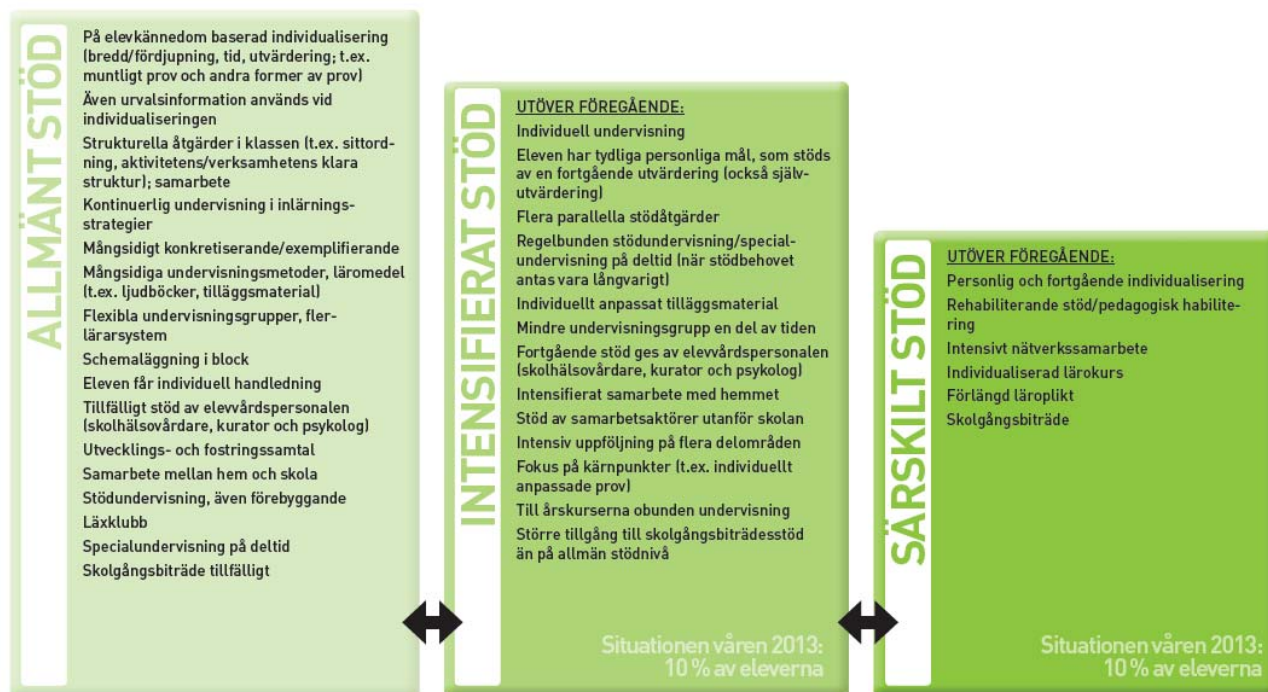 ALLMÄNT STÖD
På elevkännedom baserad individualisering
(bredd/fördjupning, tid, utvärdering; t.ex.
muntligt prov och andra former av prov)
Även urvalsinformation används vid
individualiseringen
Strukturella åtgärder i klassen (t.ex. sittord-
ning, aktivitetens/verksamhetens klara
struktur); samarbete
Kontinuerlig undervisning i inlärnings-
strategier
Mångsidigt konkretiserande/exemplifierande
Mångsidiga undervisningsmetoder, läromedel
(t.ex. ljudböcker, tilläggsmaterial)
Flexibla undervisningsgrupper, fler-
lärarsystem
Schemaläggning i block
Eleven får individuell handledning
Tillfälligt stöd av elevvårdspersonalen
(skolhälsovårdare, kurator och psykolog)
Utvecklings- och fostringssamtal
Samarbete mellan hem och skola
Stödundervisning, även förebyggande
Läxklubb
Specialundervisning på deltid
Skolgångsbiträde tillfälligt
INTENSIFIERAT STÖD
UTÖVER FÖREGÅENDE:
Individuell undervisning
Eleven har tydliga personliga mål, som stöds
av en fortgående utvärdering (också själv-
utvärdering)
Flera parallella stödåtgärder
Regelbunden stödundervisning/special-
undervisning på deltid (när stödbehovet
antas vara långvarigt)
Individuellt anpassat tilläggsmaterial
Mindre undervisningsgrupp en del av tiden
Fortgående stöd ges av elevvårdspersonalen
(skolhälsovårdare, kurator och psykolog)
Intensifierat samarbete med hemmet
Stöd av samarbetsaktörer utanför skolan
Intensiv uppföljning på flera delområden
Fokus på kärnpunkter (t.ex. individuellt
anpassade prov)
Till årskurserna obunden undervisning
Större tillgång till skolgångsbiträdesstöd
än på allmän stödnivå
Situationen våren 2013:
10 % av eleverna
SÄRSKILT STÖD
UTÖVER FÖREGÅENDE:
Personlig och fortgående individualisering
Rehabiliterande stöd/pedagogisk habilite-
ring
Intensivt nätverkssamarbete
Individualiserad lärokurs
Förlängd läroplikt
Skolgångsbiträde
Situationen våren 2013:
10 % av eleverna